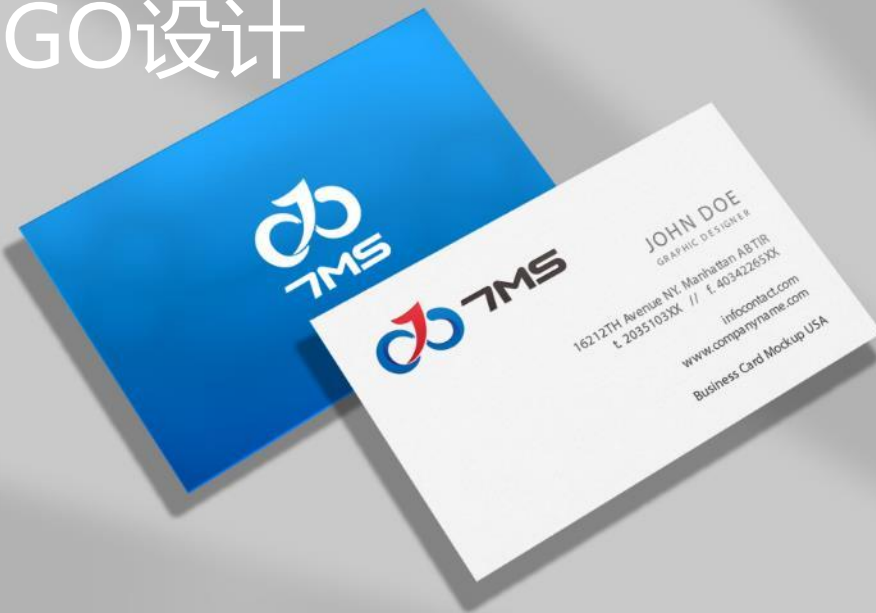 GO设计
7MS
7MS
JOHN DOE
GRAPHIC DESIGNER
16212TH Avenue NY. Manhattan ABTIR
t. 2035103XX // f. 40342265XX
infocontact.com
www.companyname.com
Business Card Mockup USA